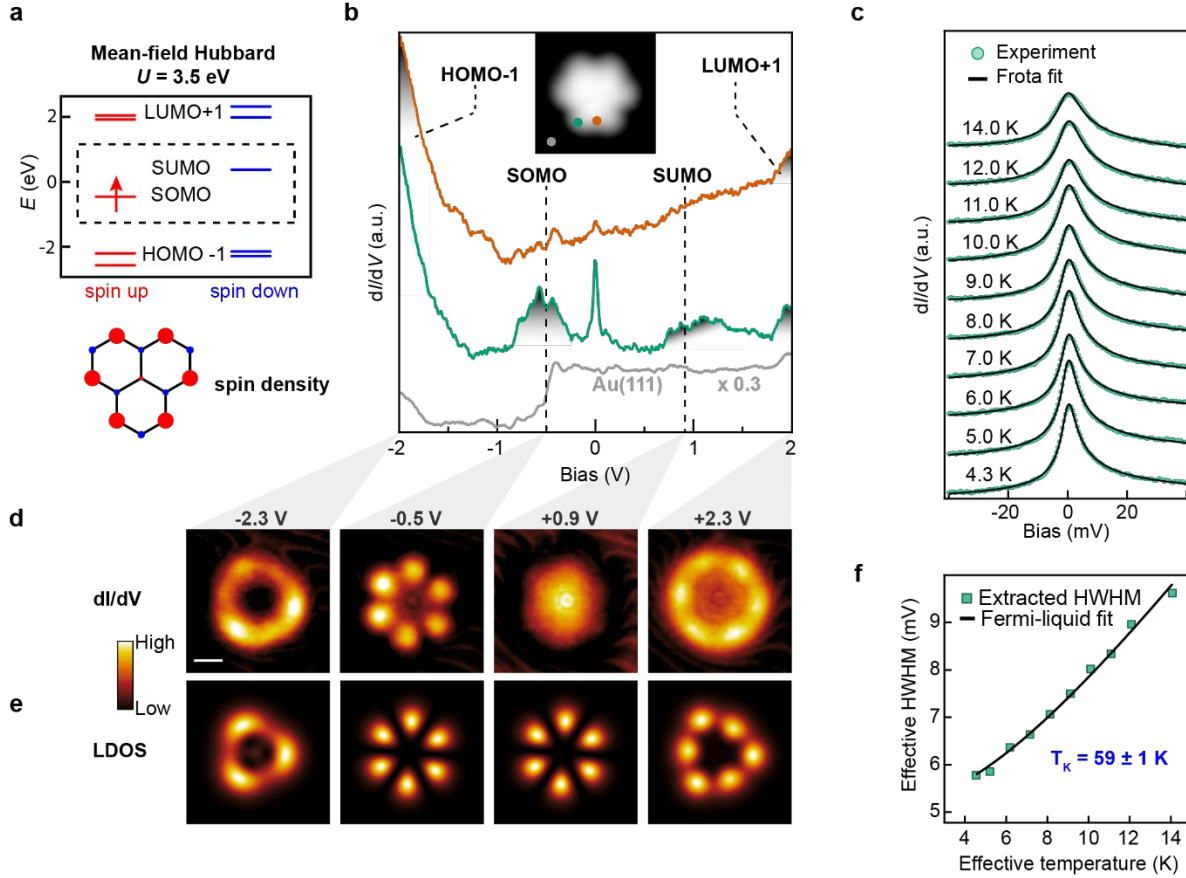 a
Mean-field Hubbard
U = 3.5 eV
E (eV)
2
0
-2
LUMO+1
SUMO
SOMO
HOMO -1
spin up
spin down
spin density
b
dI/dV (a.u.)
HOMO-1
LUMO+1
SOMO
SUMO
Au(111)
x 0.3
-2
-1
0
1
2
Bias (V)
c
dI/dV (a.u.)
Experiment
Frota fit
14.0 K
12.0 K
11.0 K
10.0 K
9.0 K
8.0 K
7.0 K
6.0 K
5.0 K
4.3 K
-20
0
20
40
Bias (mV)
d
-2.3 V
-0.5 V
+0.9 V
+2.3 V
dI/dV
High
Low
e
LDOS
f
Effective HWHM (mV)
9
8
7
6
5
Extracted HWHM
Fermi-liquid fit
TK = 59 ± 1 K
4
6
8
10
12
14
Effective temperature (K)